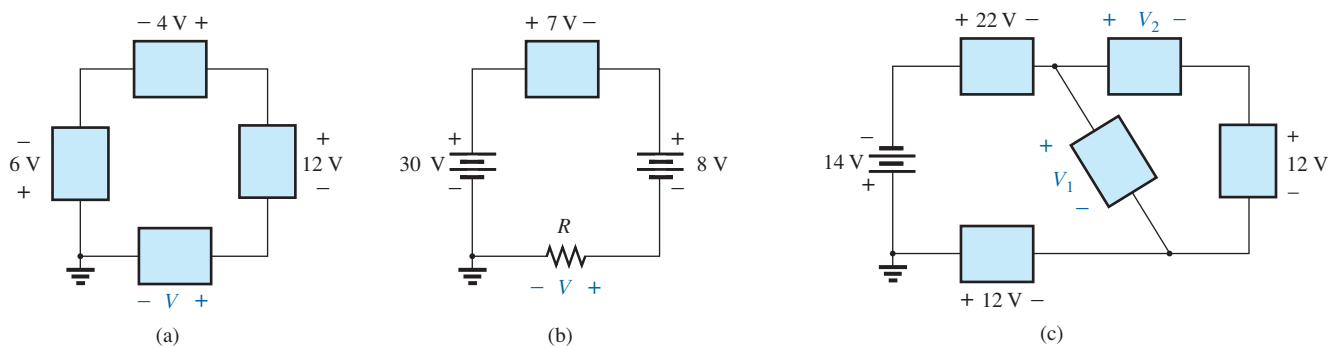 − 4 V +
−
6 V
+
+
12 V
−
− V +
(a)
+ 7 V −
+
30 V
−
+
8 V
−
R
− V +
(b)
+ 22 V −
+ V₂ −
−
14 V
+
+
V₁
−
+
12 V
−
+ 12 V −
(c)